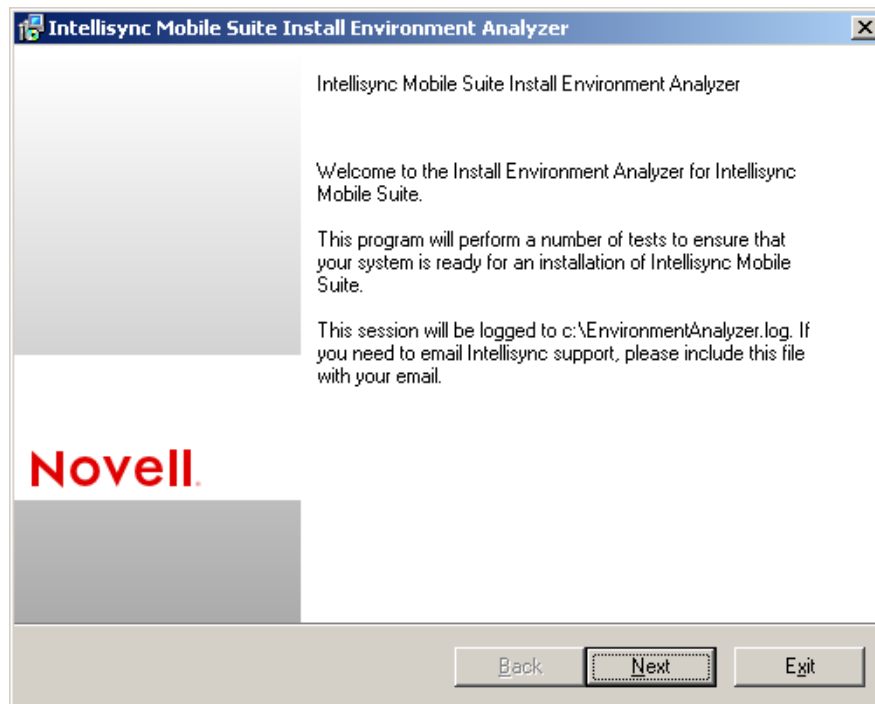 Intellisync Mobile Suite Install Environment Analyzer
Intellisync Mobile Suite Install Environment Analyzer
Welcome to the Install Environment Analyzer for Intellisync
Mobile Suite.
This program will perform a number of tests to ensure that
your system is ready for an installation of Intellisync Mobile
Suite.
This session will be logged to c:\EnvironmentAnalyzer.log. If
you need to email Intellisync support, please include this file
with your email.
Novell.
Back
Next
Exit